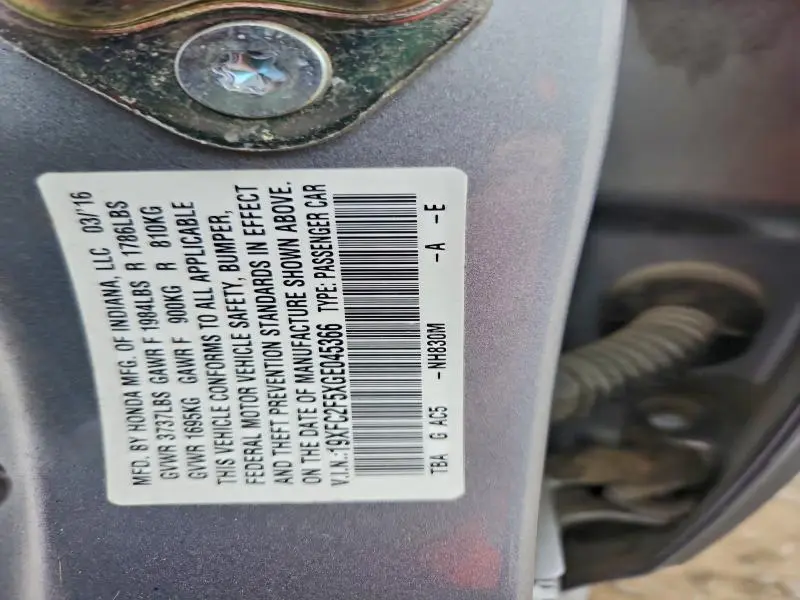 MFD. BY HONDA MFG. OF INDIANA, LLC 03/'16
GVWR 3737LBS GAWR F 1984LBS R 1786LBS
GVWR 1695KG GAWR F 900KG R 810KG
THIS VEHICLE CONFORMS TO ALL APPLICABLE
FEDERAL MOTOR VEHICLE SAFETY, BUMPER,
AND THEFT PREVENTION STANDARDS IN EFFECT
ON THE DATE OF MANUFACTURE SHOWN ABOVE.
V.I.N.: 19XFC2F5XGE045366 TYPE: PASSENGER CAR
TBA G AC5 -NH830M -A -E